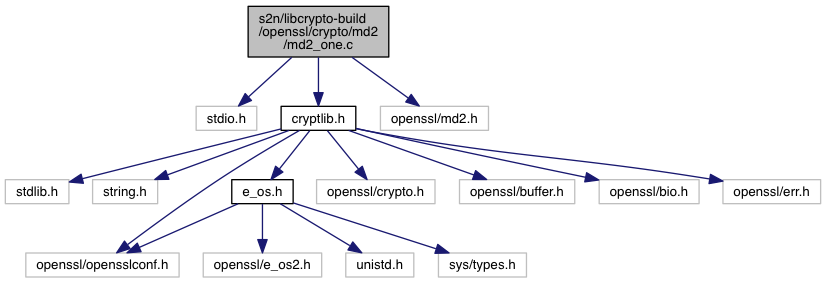 s2n/libcrypto-build
/openssl/crypto/md2
/md2_one.c
stdio.h
cryptlib.h
openssl/md2.h
stdlib.h
string.h
e_os.h
openssl/crypto.h
openssl/buffer.h
openssl/bio.h
openssl/err.h
openssl/opensslconf.h
openssl/e_os2.h
unistd.h
sys/types.h